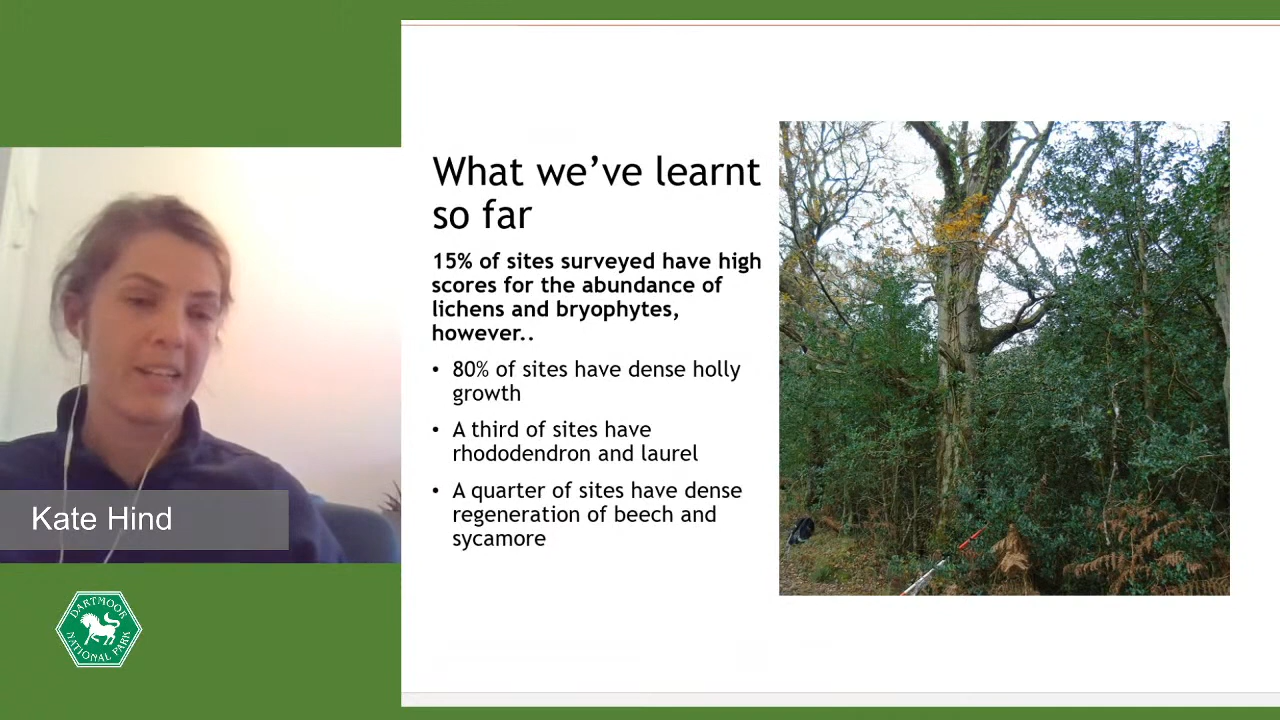 What we’ve learnt
so far
15% of sites surveyed have high
scores for the abundance of
lichens and bryophytes,
however..
• 80% of sites have dense holly
growth
• A third of sites have
rhododendron and laurel
• A quarter of sites have dense
regeneration of beech and
sycamore
Kate Hind
DARTMOOR
NATIONAL PARK